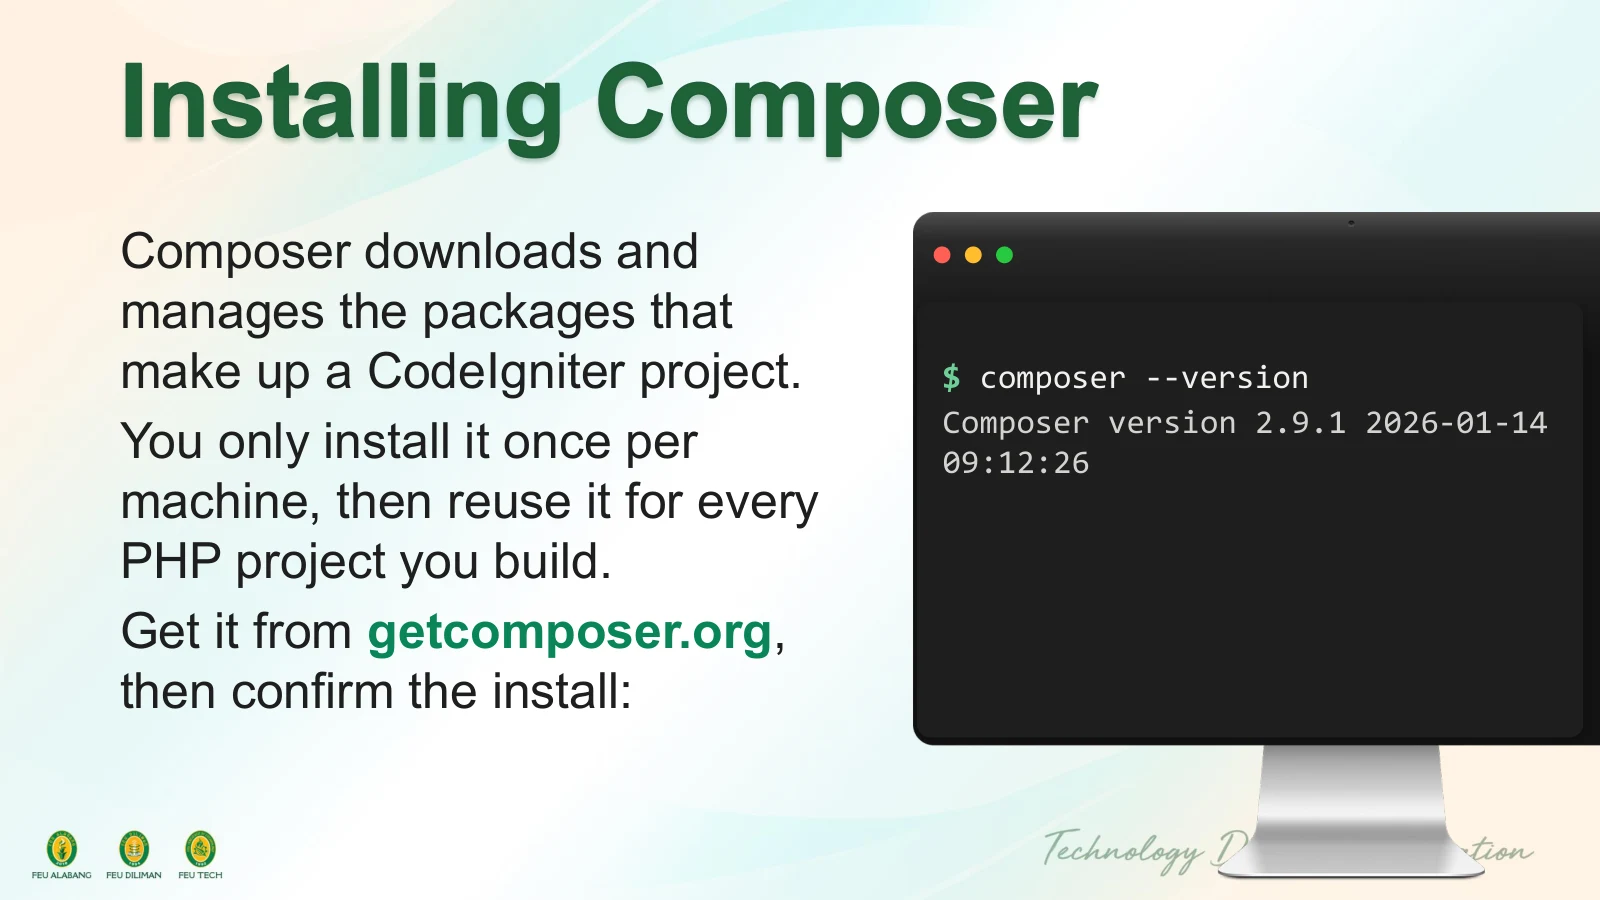 Installing Composer
Composer downloads and
manages the packages that
make up a CodeIgniter project.
You only install it once per
machine, then reuse it for every
PHP project you build.
Get it from getcomposer.org,
then confirm the install:
$ composer --version
Composer version 2.9.1 2026-01-14
09:12:26
FEU ALABANG
FEU DILIMAN
FEU TECH
Technology